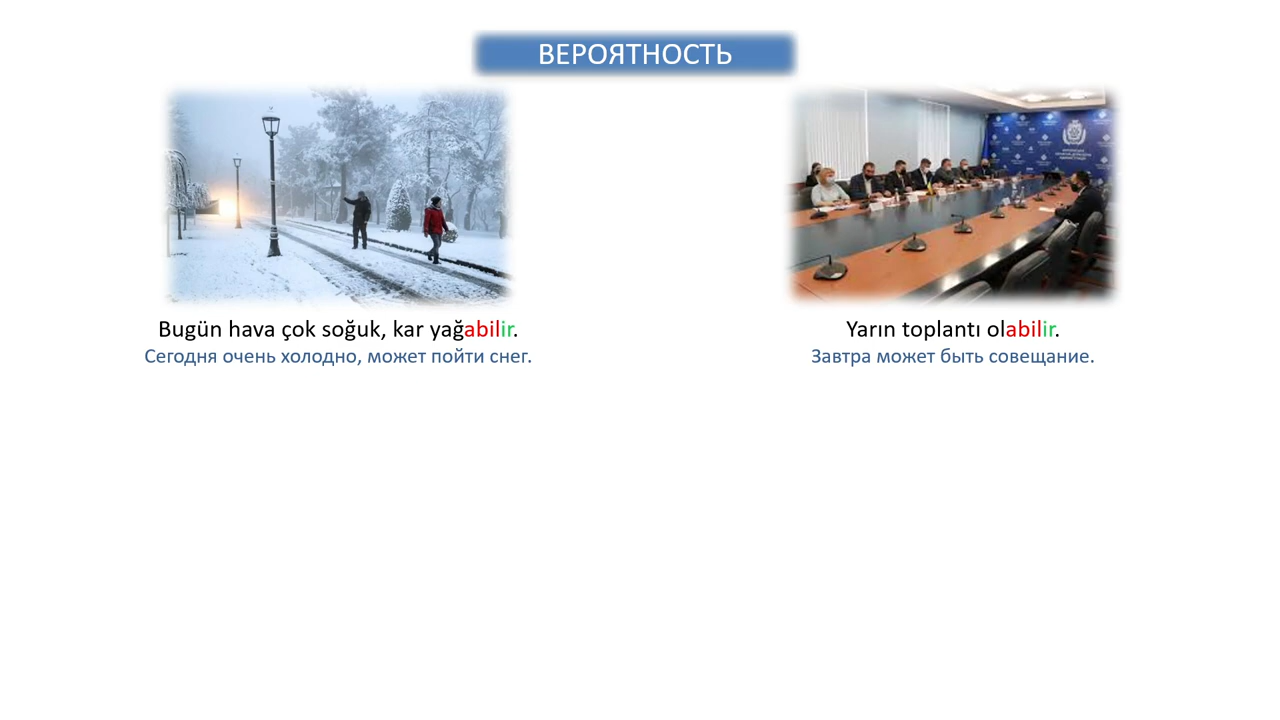 ВЕРОЯТНОСТЬ
Bugün hava çok soğuk, kar yağabilir.
Сегодня очень холодно, может пойти снег.
Yarın toplantı olabilir.
Завтра может быть совещание.